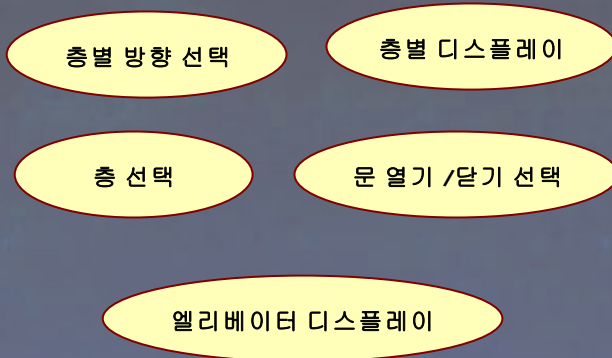 층별 방향 선택
층별 디스플레이
층 선택
문 열기 /닫기 선택
엘리베이터 디스플레이